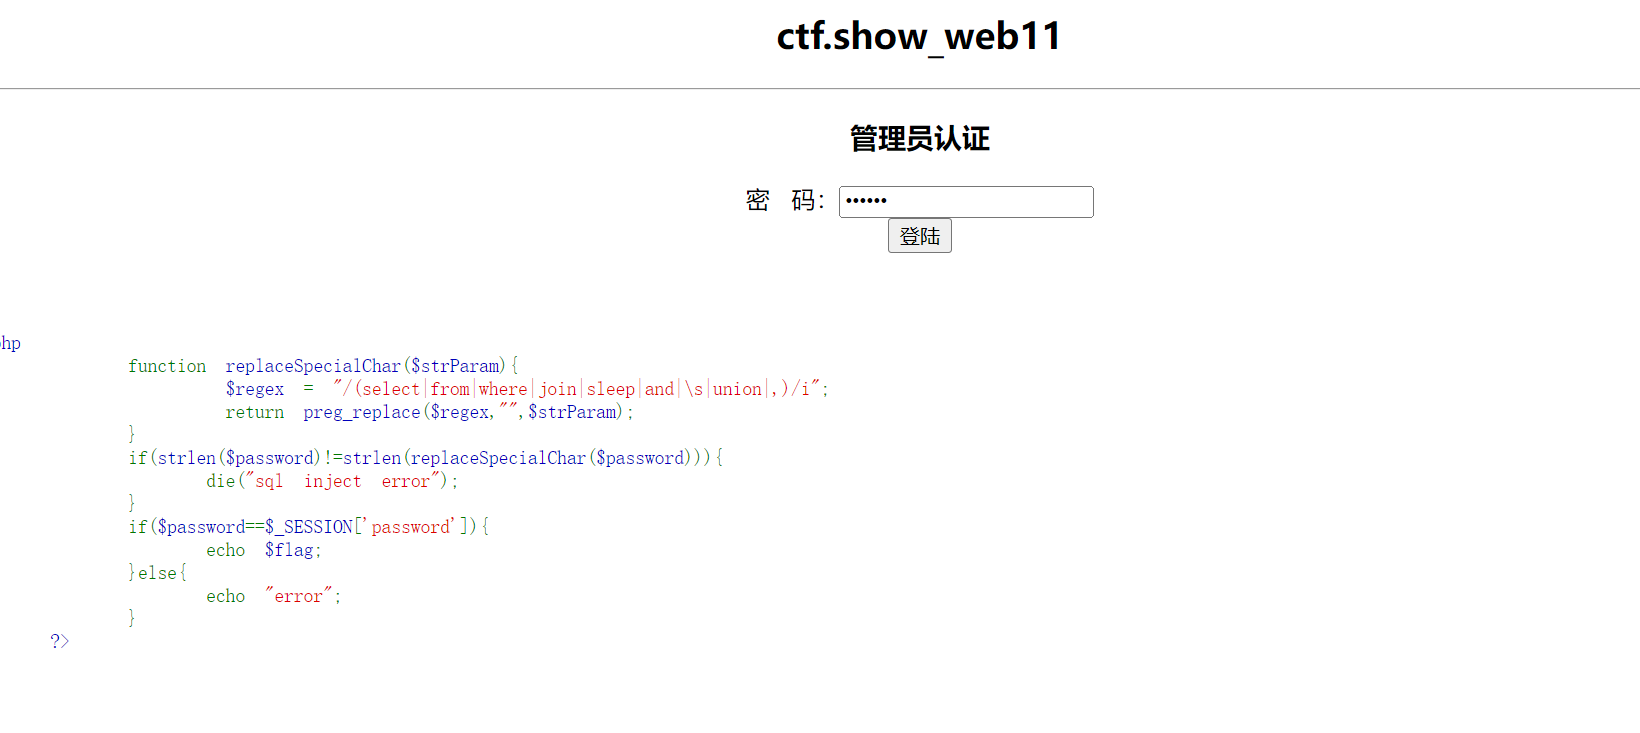 ctf.show_web11
管理员认证
密 码：
登陆
hp
function replaceSpecialChar($strParam){
$regex = "/(select|from|where|join|sleep|and|\s|union|,)/i";
return preg_replace($regex,"",$strParam);
}
if(strlen($password)!=strlen(replaceSpecialChar($password))){
die("sql inject error");
}
if($password==$_SESSION['password']){
echo $flag;
}else{
echo "error";
}
?>